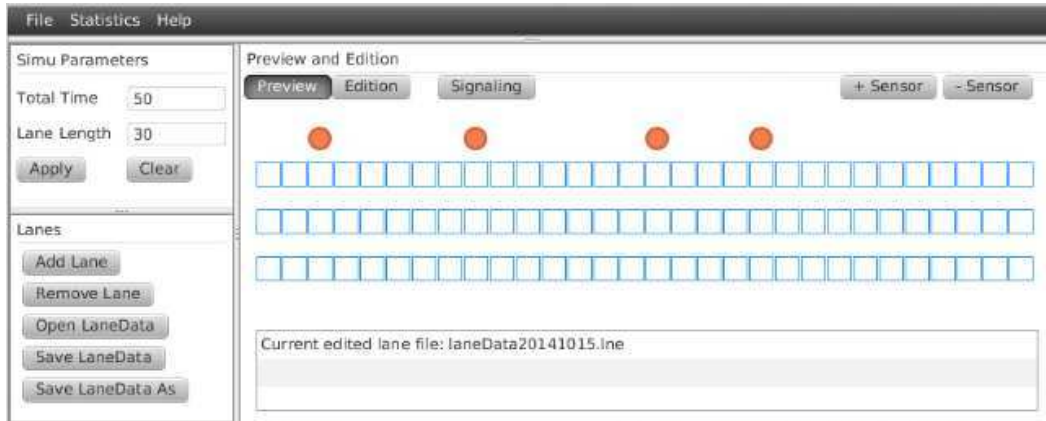 File Statistics Help
Simu Parameters
Total Time 50
Lane Length 30
Apply Clear
Lanes
Add Lane
Remove Lane
Open LaneData
Save LaneData
Save LaneData As
Preview and Edition
Preview Edition Signaling + Sensor - Sensor
Current edited lane file: laneData20141015.lne